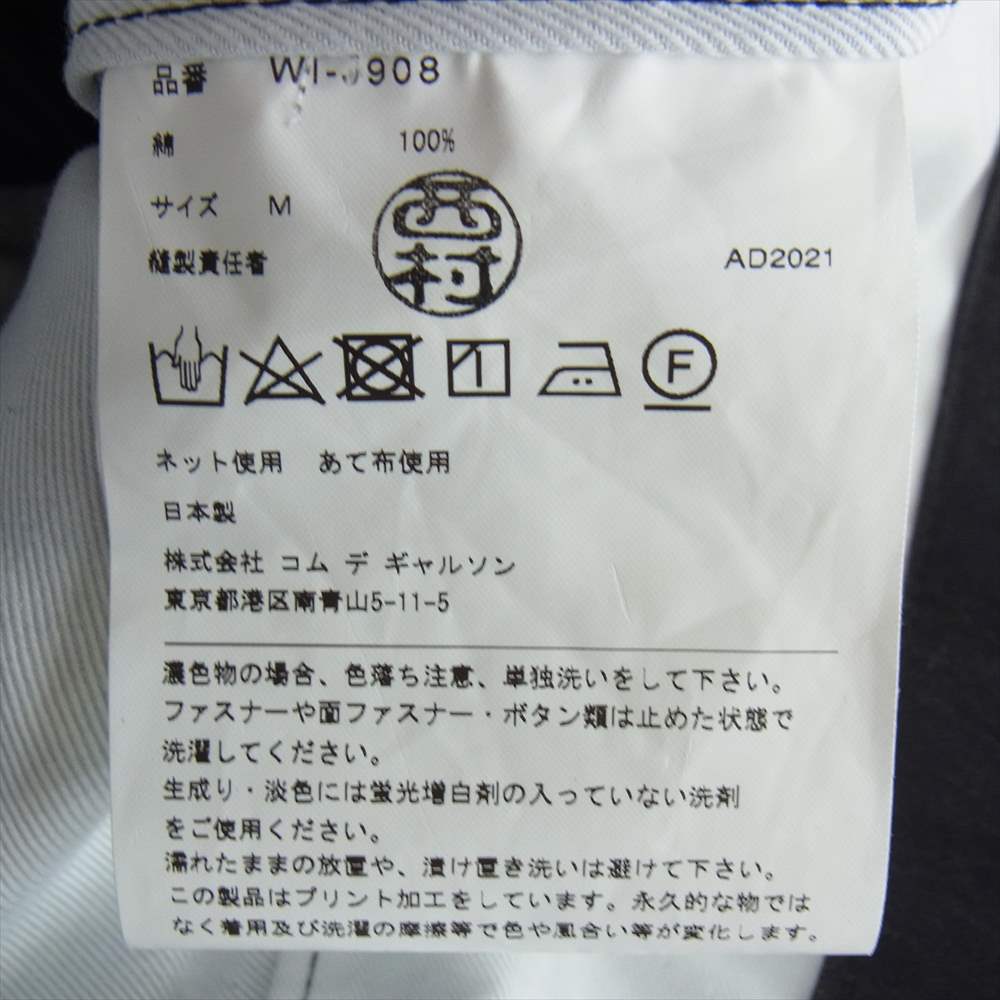 品番 WI- 908
綿 100%
サイズ M
西村
縫製責任者 AD2021
F
ネット使用 あて布使用
日本製
株式会社 コム デ ギャルソン
東京都港区南青山5-11-5
濃色物の場合、色落ち注意、単独洗いをして下さい。
ファスナーや面ファスナー・ボタン類は止めた状態で
洗濯してください。
生成り・淡色には蛍光増白剤の入っていない洗剤
をご使用ください。
濡れたままの放置や、漬け置き洗いは避けて下さい。
この製品はプリント加工をしています。永久的な物では
なく着用及び洗濯の摩擦等で色や風合い等が変化します。